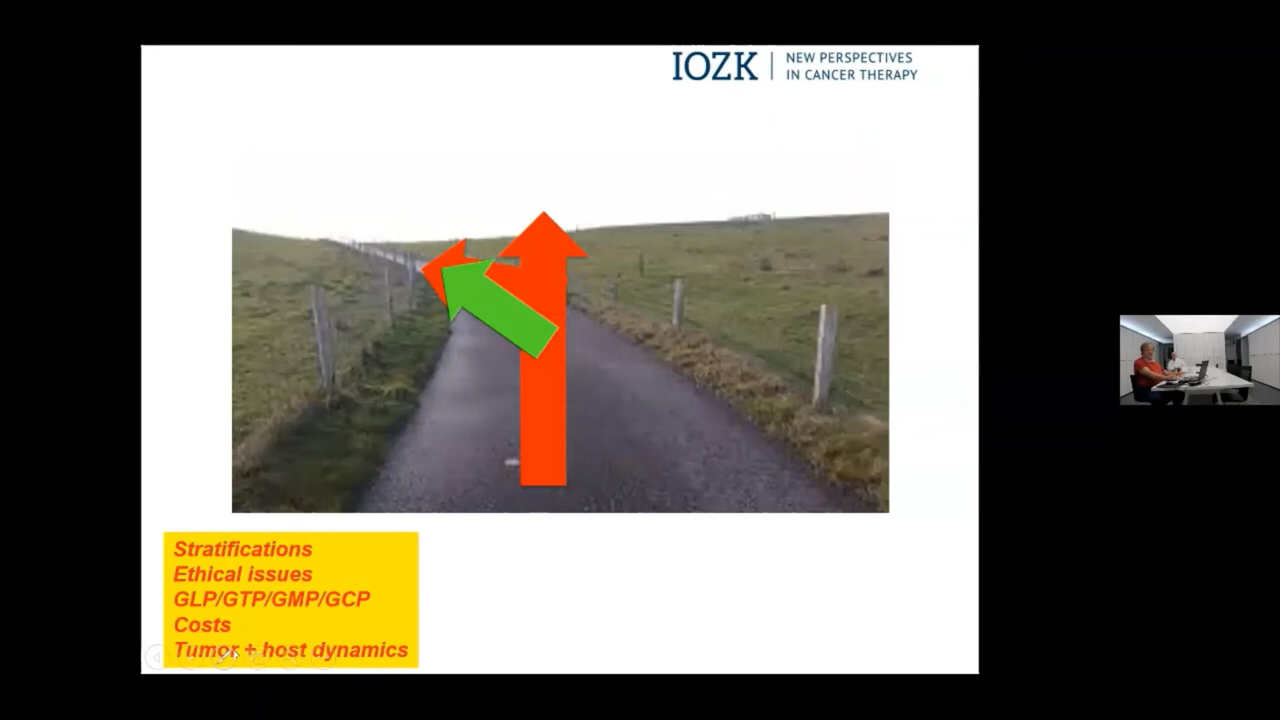 IOZK
NEW PERSPECTIVES
IN CANCER THERAPY
Stratifications
Ethical issues
GLP/GTP/GMP/GCP
Costs
Tumor + host dynamics